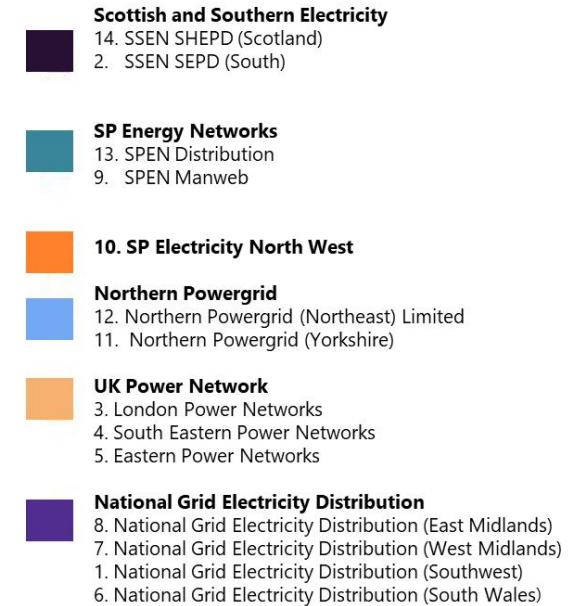 Scottish and Southern Electricity
14. SSEN SHEPD (Scotland)
2. SSEN SEPD (South)
SP Energy Networks
13. SPEN Distribution
9. SPEN Manweb
10. SP Electricity North West
Northern Powergrid
12. Northern Powergrid (Northeast) Limited
11. Northern Powergrid (Yorkshire)
UK Power Network
3. London Power Networks
4. South Eastern Power Networks
5. Eastern Power Networks
National Grid Electricity Distribution
8. National Grid Electricity Distribution (East Midlands)
7. National Grid Electricity Distribution (West Midlands)
1. National Grid Electricity Distribution (Southwest)
6. National Grid Electricity Distribution (South Wales)